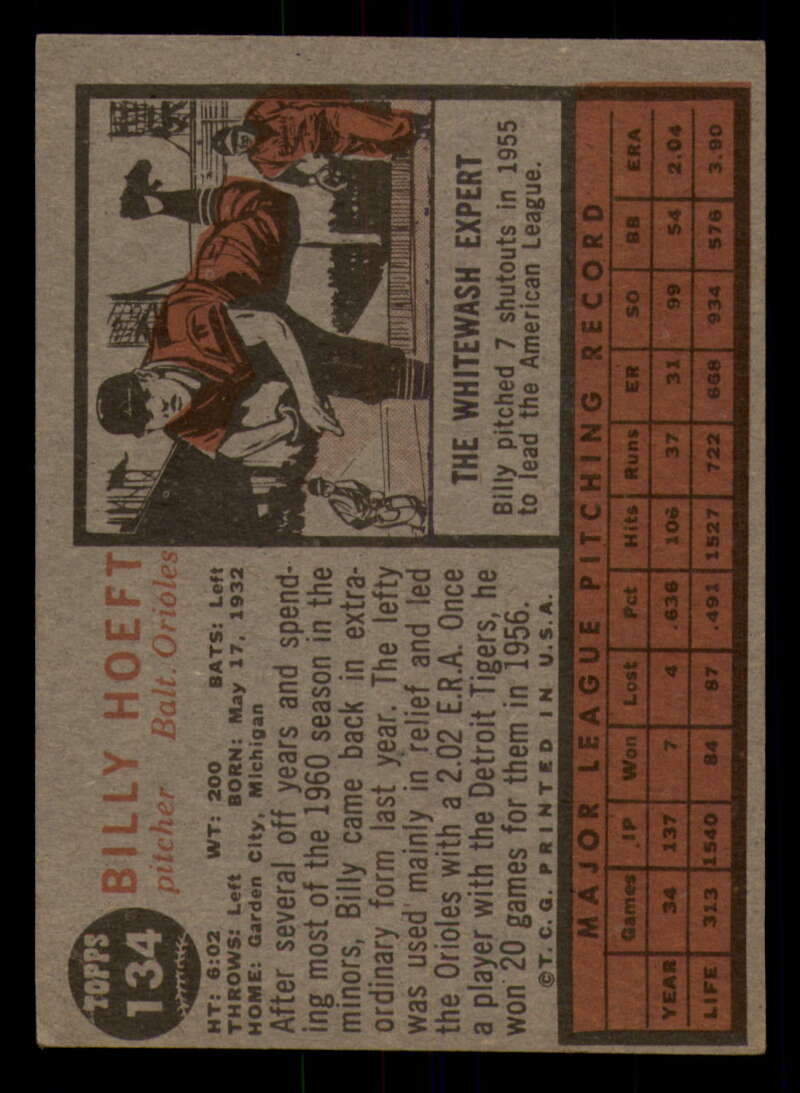 TOPPS
134
BILLY HOEFT
pitcher Balt. Orioles
HT: 6:02 WT: 200 BATS: Left
THROWS: Left BORN: May 17, 1932
HOME: Garden City, Michigan
After several off years and spend-
ing most of the 1960 season in the
minors, Billy came back in extra-
ordinary form last year. The lefty
was used mainly in relief and led
the Orioles with a 2.02 E.R.A. Once
a player with the Detroit Tigers, he
won 20 games for them in 1956.
©T.C.G. PRINTED IN U.S.A.
THE WHITEWASH EXPERT
Billy pitched 7 shutouts in 1955
to lead the American League.
MAJOR LEAGUE PITCHING RECORD
Games IP Won Lost Pct Hits Runs ER SO BB ERA
YEAR 34 137 7 4 .636 106 37 31 99 54 2.04
LIFE 313 1540 84 87 .491 1527 722 668 934 576 3.90